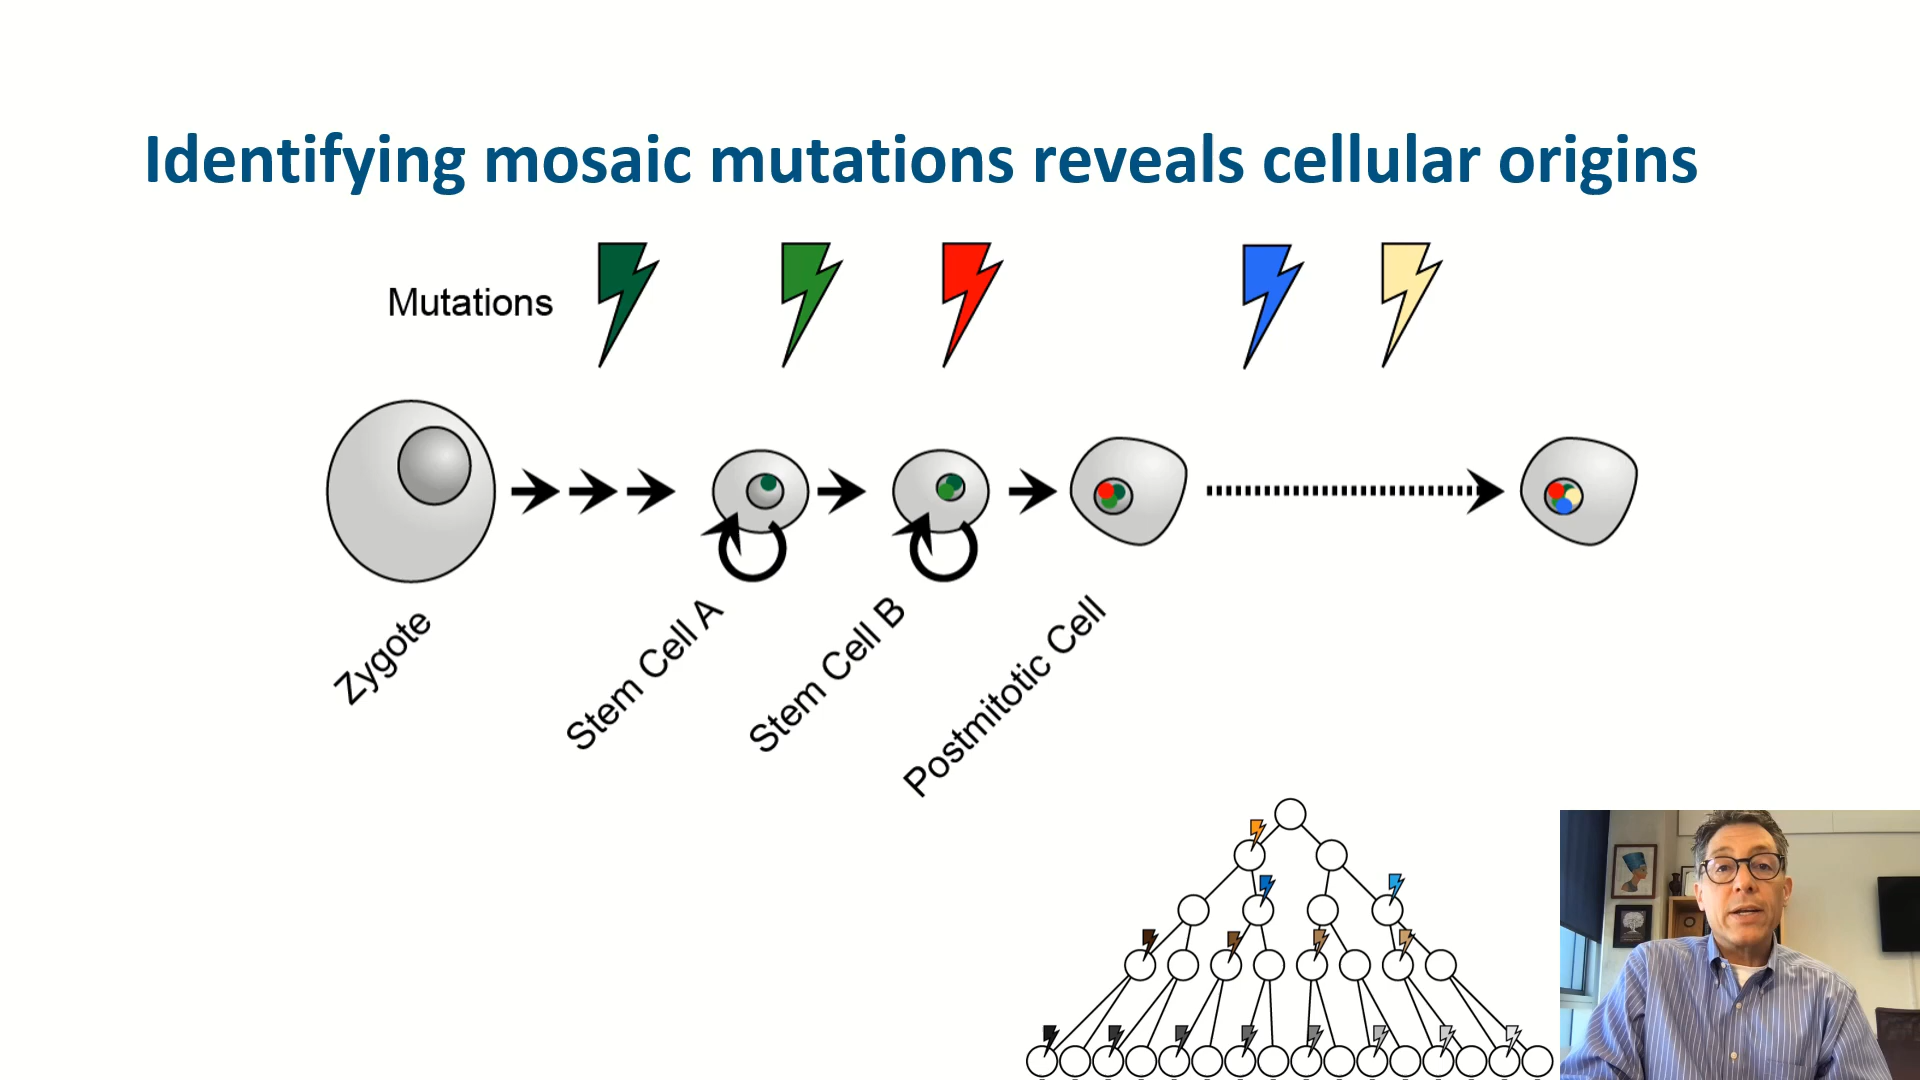 Identifying mosaic mutations reveals cellular origins
Mutations
Zygote
Stem Cell A
Stem Cell B
Postmitotic Cell